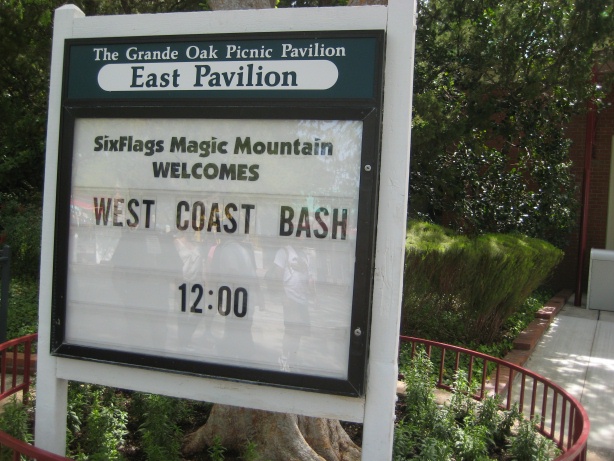 The Grande Oak Picnic Pavilion
East Pavilion
SixFlags Magic Mountain
WELCOMES
WEST COAST BASH
12:00